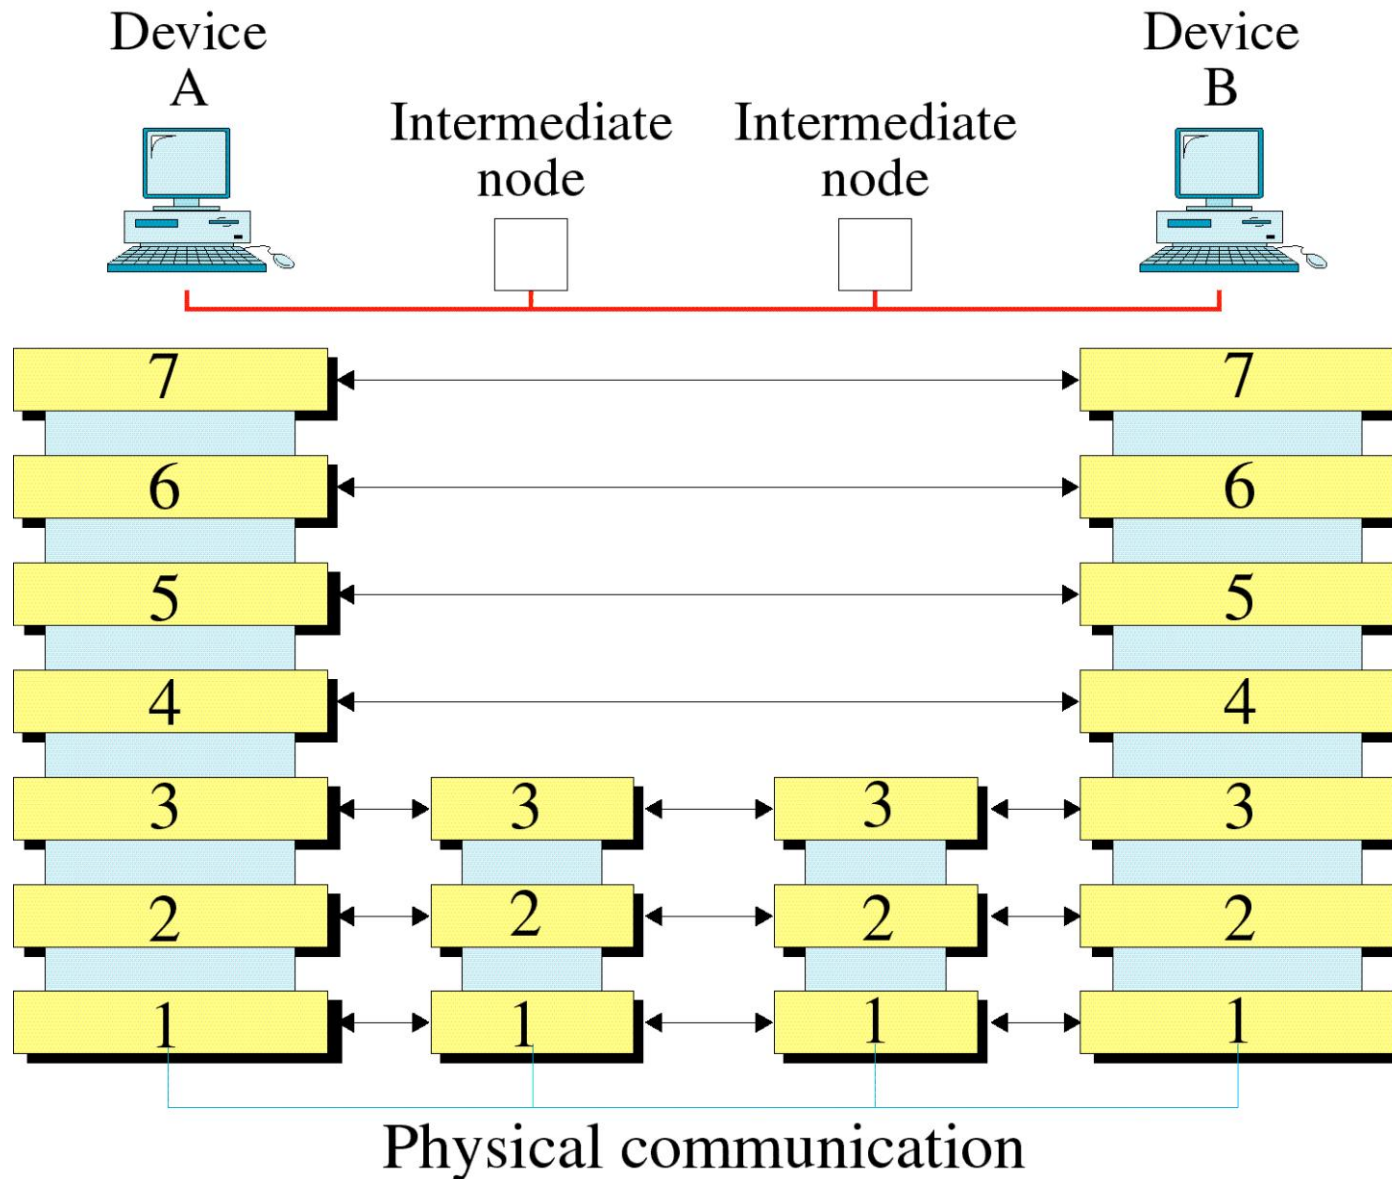 Device
A
Device
B
Intermediate
node
Intermediate
node
7
7
6
6
5
5
4
4
3
3
3
3
2
2
2
2
1
1
1
1
Physical communication